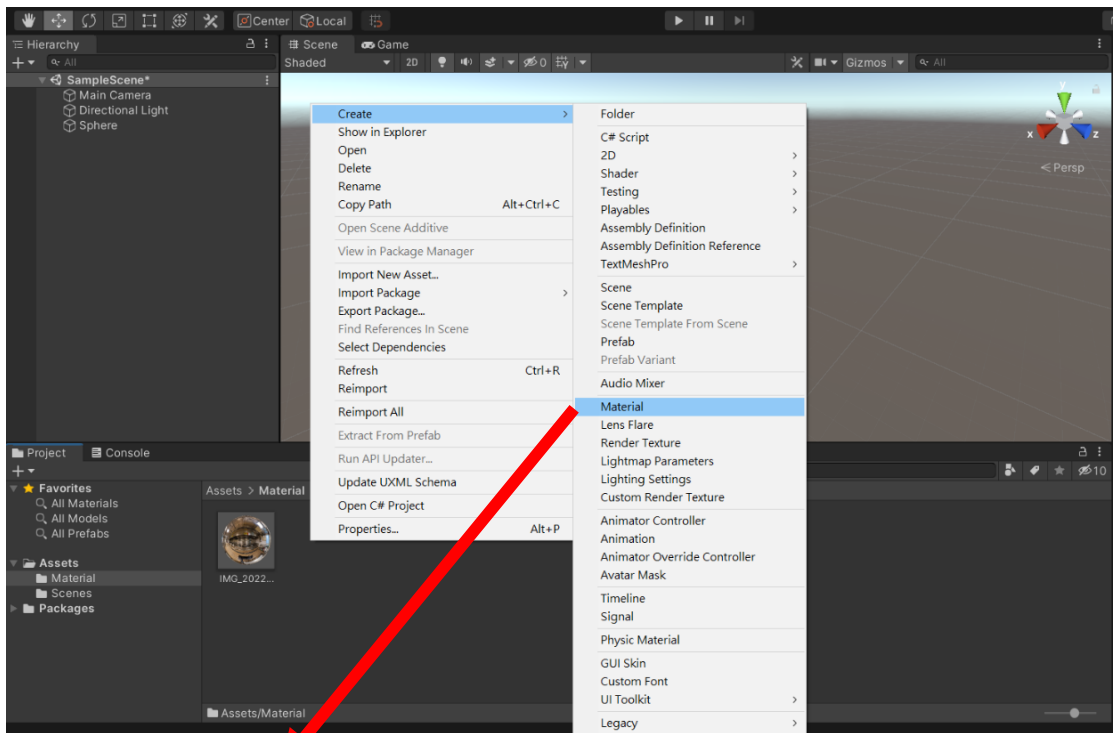 Center Local
Hierarchy
Scene Game
All
Shaded 2D 0 Gizmos All
SampleScene*
Main Camera
Directional Light
Sphere
y
x z
Persp
Create
Show in Explorer
Open
Delete
Rename
Copy Path Alt+Ctrl+C
Open Scene Additive
View in Package Manager
Import New Asset...
Import Package
Export Package...
Find References In Scene
Select Dependencies
Refresh Ctrl+R
Reimport
Reimport All
Extract From Prefab
Run API Updater...
Update UXML Schema
Open C# Project
Properties... Alt+P
Folder
C# Script
2D
Shader
Testing
Playables
Assembly Definition
Assembly Definition Reference
TextMeshPro
Scene
Scene Template
Scene Template From Scene
Prefab
Prefab Variant
Audio Mixer
Material
Lens Flare
Render Texture
Lightmap Parameters
Lighting Settings
Custom Render Texture
Animator Controller
Animation
Animator Override Controller
Avatar Mask
Timeline
Signal
Physic Material
GUI Skin
Custom Font
UI Toolkit
Legacy
Project Console
10
Favorites
All Materials
All Models
All Prefabs
Assets
Material
Scenes
Packages
Assets > Material
IMG_2022...
Assets/Material